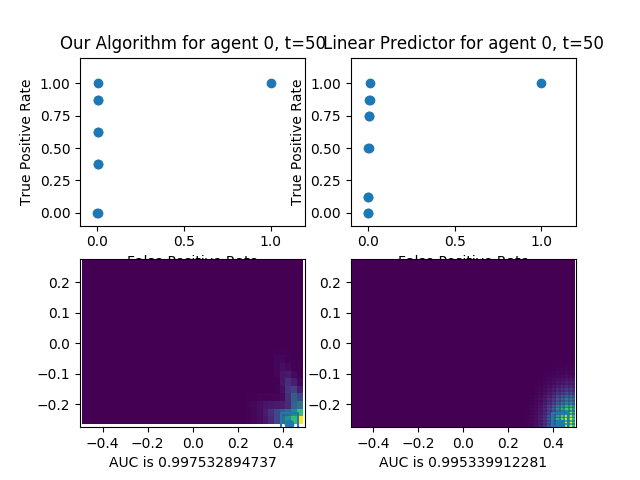 Our Algorithm for agent 0, t=50
Linear Predictor for agent 0, t=50
True Positive Rate
1.00
0.75
0.50
0.25
0.00
0.0 0.5 1.0
False Positive Rate
True Positive Rate
1.00
0.75
0.50
0.25
0.00
0.0 0.5 1.0
False Positive Rate
0.2
0.1
0.0
−0.1
−0.2
−0.4 −0.2 0.0 0.2 0.4
AUC is 0.997532894737
0.2
0.1
0.0
−0.1
−0.2
−0.4 −0.2 0.0 0.2 0.4
AUC is 0.995339912281